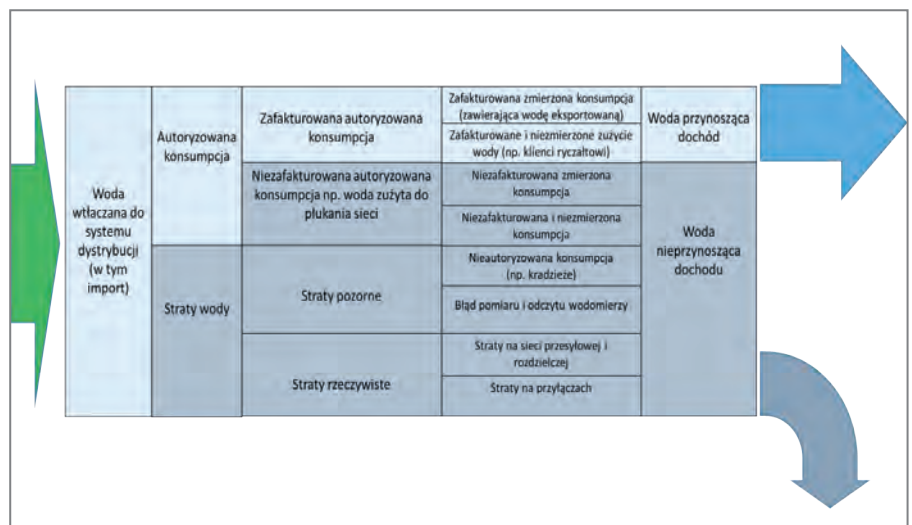 Woda
wtłaczana do
systemu
dystrybucji
(w tym
import)
Autoryzowana
konsumpcja
Straty wody
Zafakturowana autoryzowana
konsumpcja
Niezafakturowana autoryzowana
konsumpcja np. woda zużyta do
płukania sieci
Straty pozorne
Straty rzeczywiste
Zafakturowana zmierzona konsumpcja
(zawierająca wodę eksportowaną)
Zafakturowane i niezmierzone zużycie
wody (np. klienci ryczałtowi)
Niezafakturowana zmierzona
konsumpcja
Niezafakturowana i niezmierzona
konsumpcja
Nieautoryzowana konsumpcja
(np. kradzieże)
Błąd pomiaru i odczytu wodomierzy
Straty na sieci przesyłowej i
rozdzielczej
Straty na przyłączach
Woda przynosząca
dochód
Woda
nieprzynosząca
dochodu